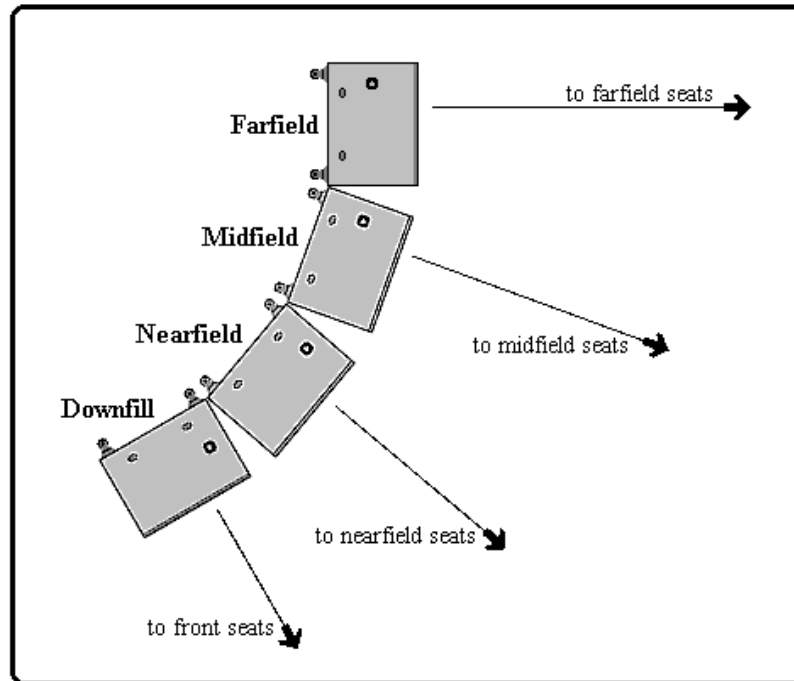 to farfield seats
Farfield
Midfield
to midfield seats
Nearfield
Downfill
to nearfield seats
to front seats